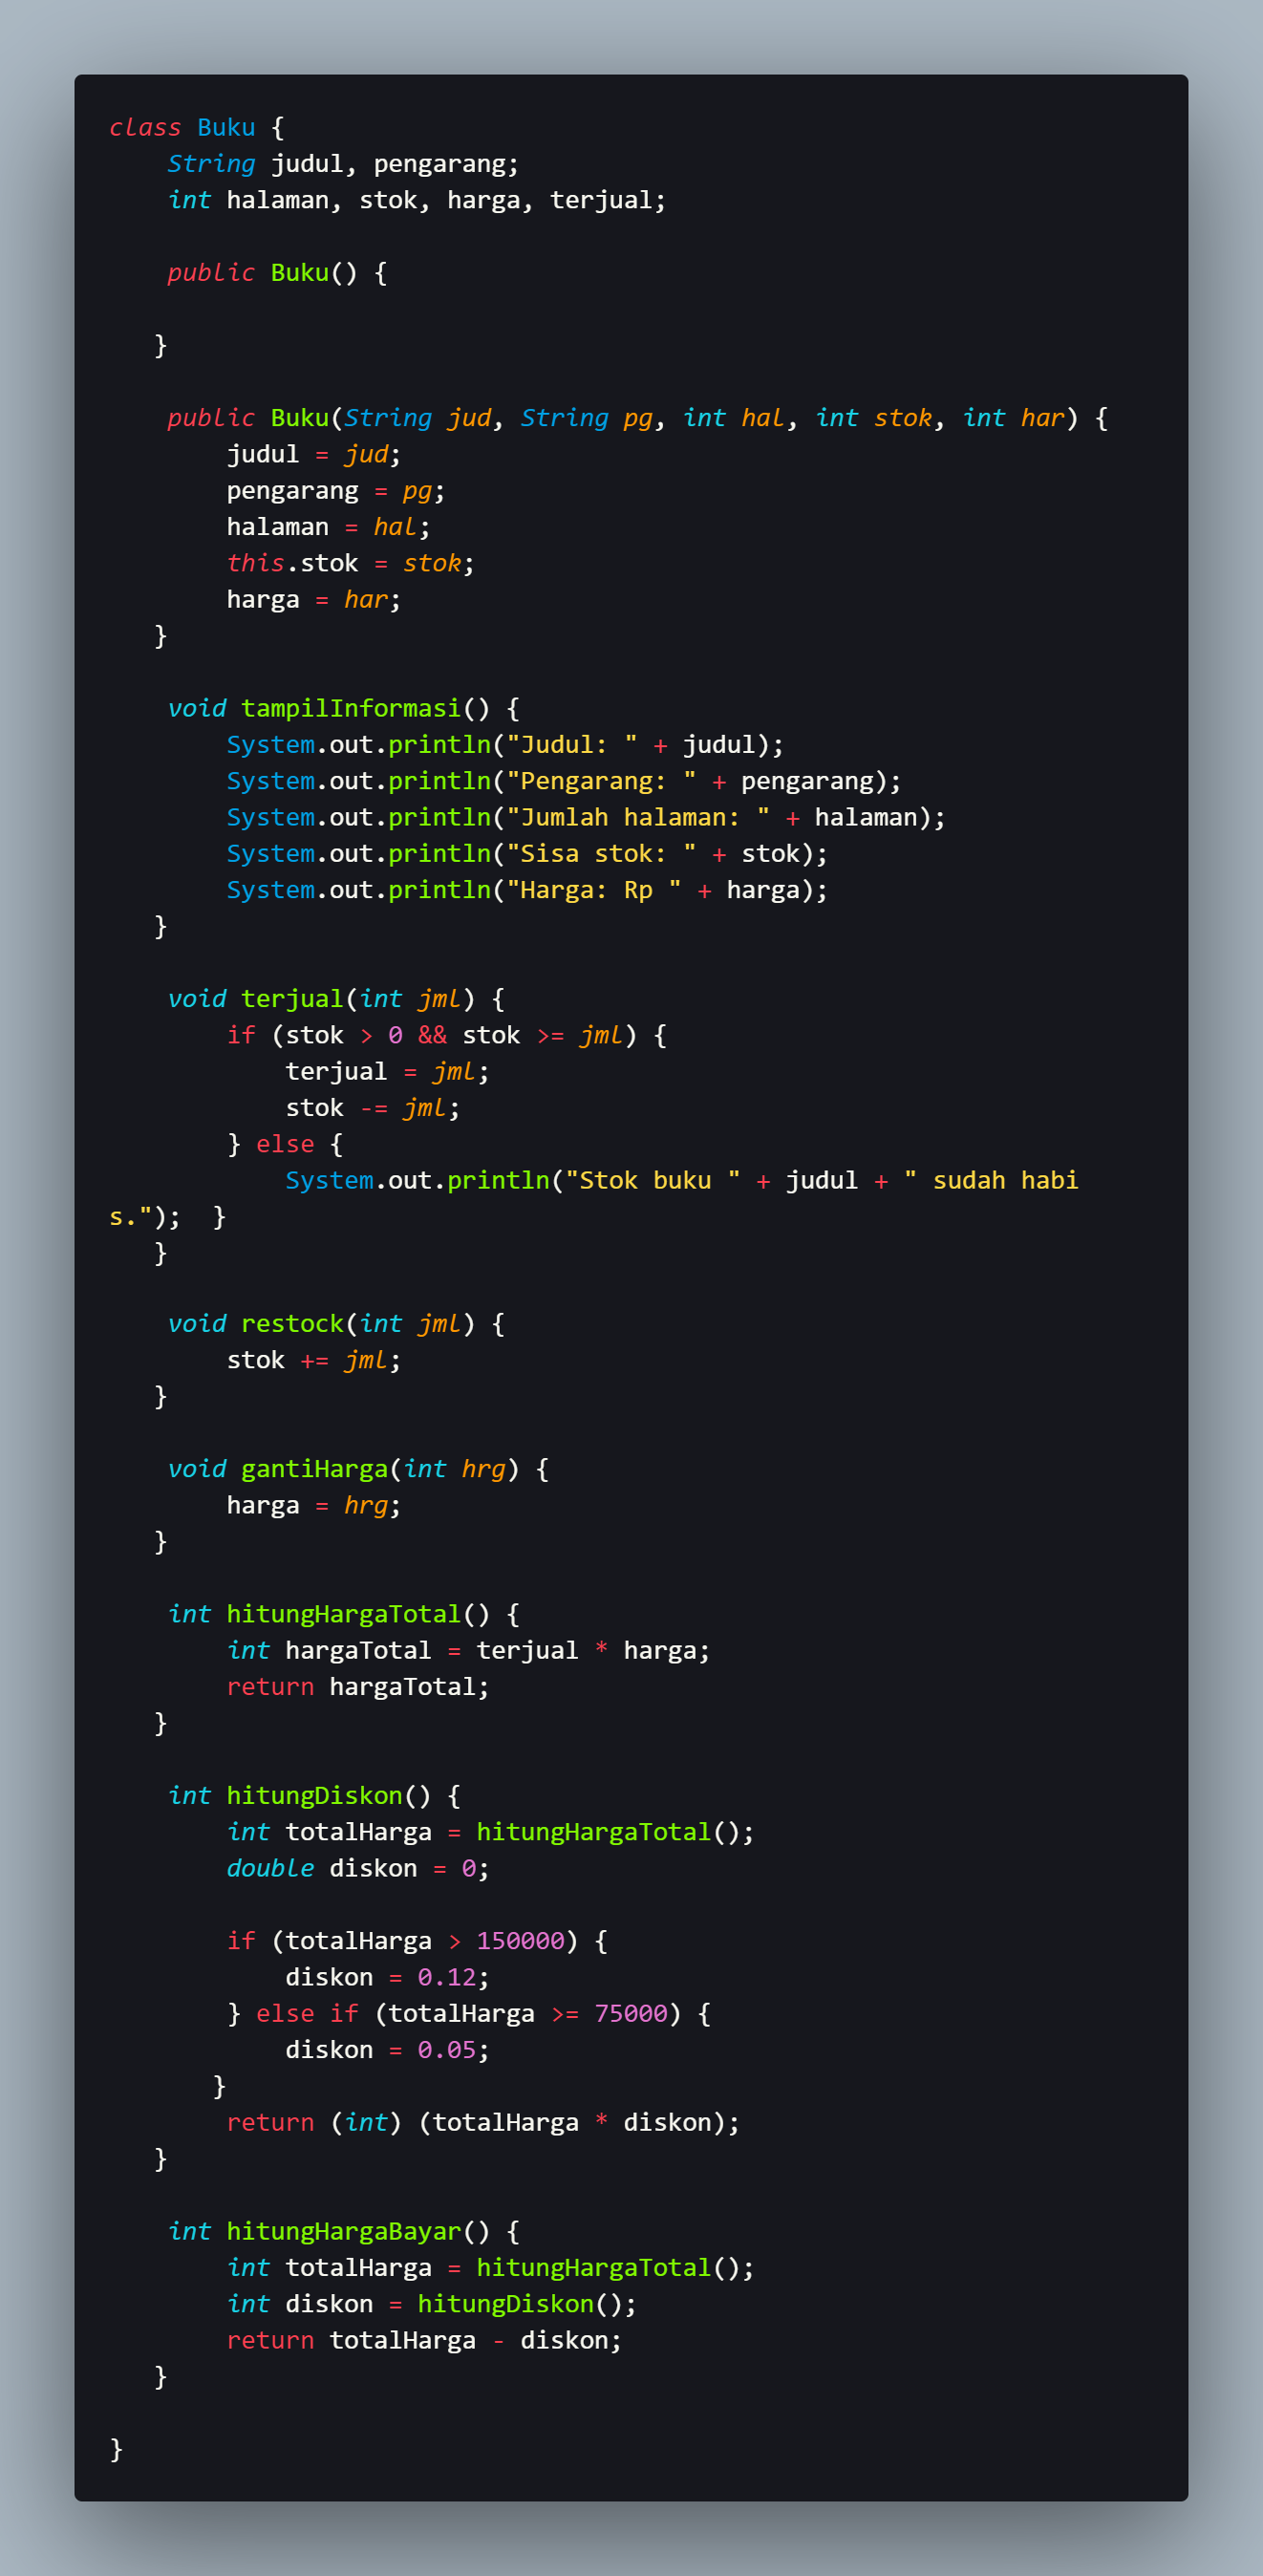 class Buku {
    String judul, pengarang;
    int halaman, stok, harga, terjual;

    public Buku() {

   }

    public Buku(String jud, String pg, int hal, int stok, int har) {
        judul = jud;
        pengarang = pg;
        halaman = hal;
        this.stok = stok;
        harga = har;
   }

    void tampilInformasi() {
        System.out.println("Judul: " + judul);
        System.out.println("Pengarang: " + pengarang);
        System.out.println("Jumlah halaman: " + halaman);
        System.out.println("Sisa stok: " + stok);
        System.out.println("Harga: Rp " + harga);
   }

    void terjual(int jml) {
        if (stok > 0 && stok >= jml) {
            terjual = jml;
            stok -= jml;
        } else {
            System.out.println("Stok buku " + judul + " sudah habi
s.");  }
   }

    void restock(int jml) {
        stok += jml;
   }

    void gantiHarga(int hrg) {
        harga = hrg;
   }

    int hitungHargaTotal() {
        int hargaTotal = terjual * harga;
        return hargaTotal;
   }

    int hitungDiskon() {
        int totalHarga = hitungHargaTotal();
        double diskon = 0;

        if (totalHarga > 150000) {
            diskon = 0.12;
        } else if (totalHarga >= 75000) {
            diskon = 0.05;
       }
        return (int) (totalHarga * diskon);
   }

    int hitungHargaBayar() {
        int totalHarga = hitungHargaTotal();
        int diskon = hitungDiskon();
        return totalHarga - diskon;
   }

}